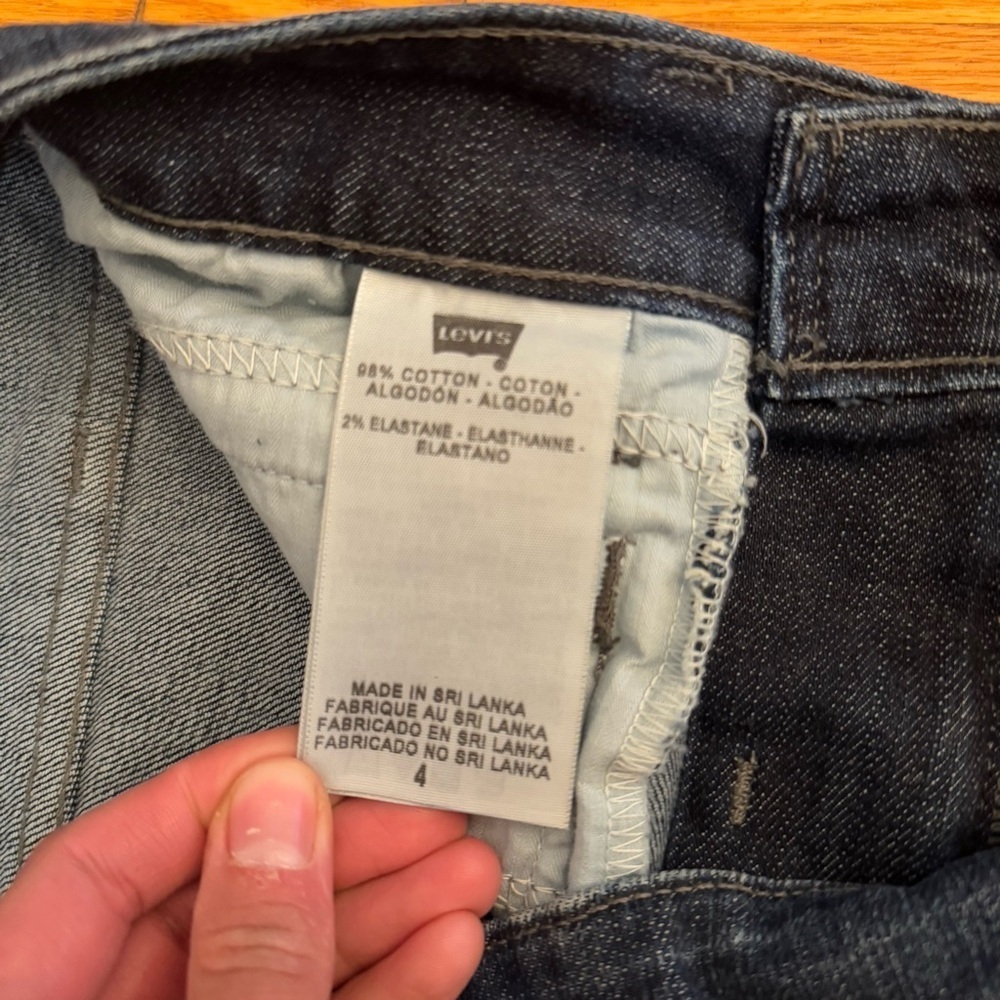 Levi's
®
98% COTTON - COTON -
ALGODÓN - ALGODÃO
2% ELASTANE - ÉLASTHANNE -
ELASTANO
MADE IN SRI LANKA
FABRIQUE AU SRI LANKA
FABRICADO EN SRI LANKA
FABRICADO NO SRI LANKA
4